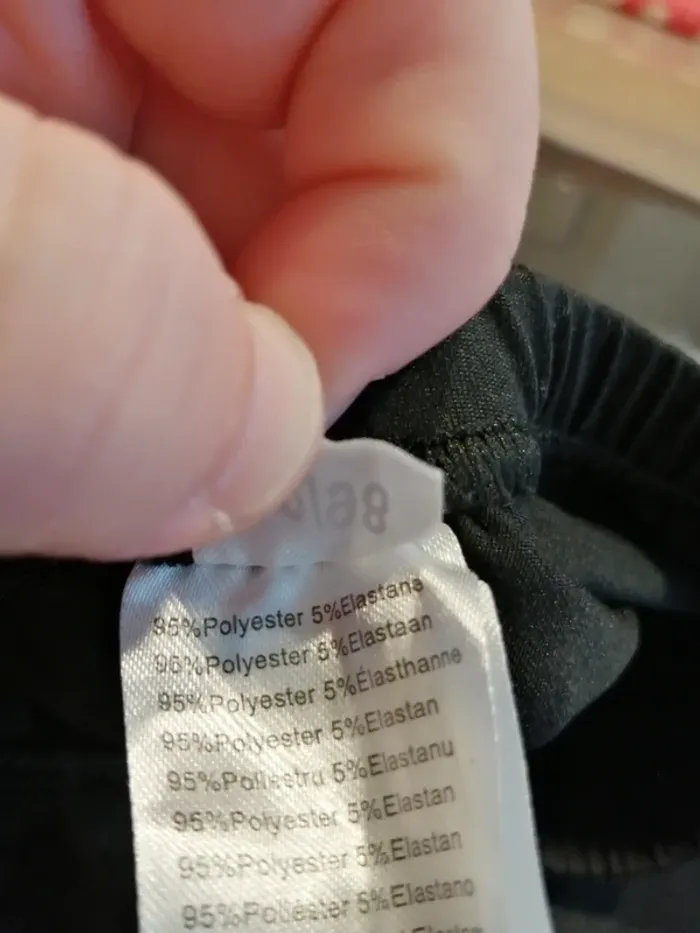 86/
95%Polyester 5%Elastane
95%Polyester 5%Elastaan
95%Polyester 5%Élasthanne
95%Polyester 5%Elastan
95%Poliestru 5%Elastanu
95%Polyester 5%Elastan
95%Polyester 5%Elastan
95%Poliéster 5%Elastano